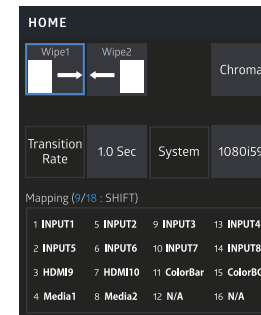 HOME
Wipe1 Wipe2
Chroma
Transition Rate 1.0 Sec System 1080i59
Mapping (9/18 : SHIFT)
1 INPUT1 5 INPUT2 9 INPUT3 13 INPUT4
2 INPUT5 6 INPUT6 10 INPUT7 14 INPUT8
3 HDMI9 7 HDMI10 11 ColorBar 15 ColorBC
4 Media1 8 Media2 12 N/A 16 N/A